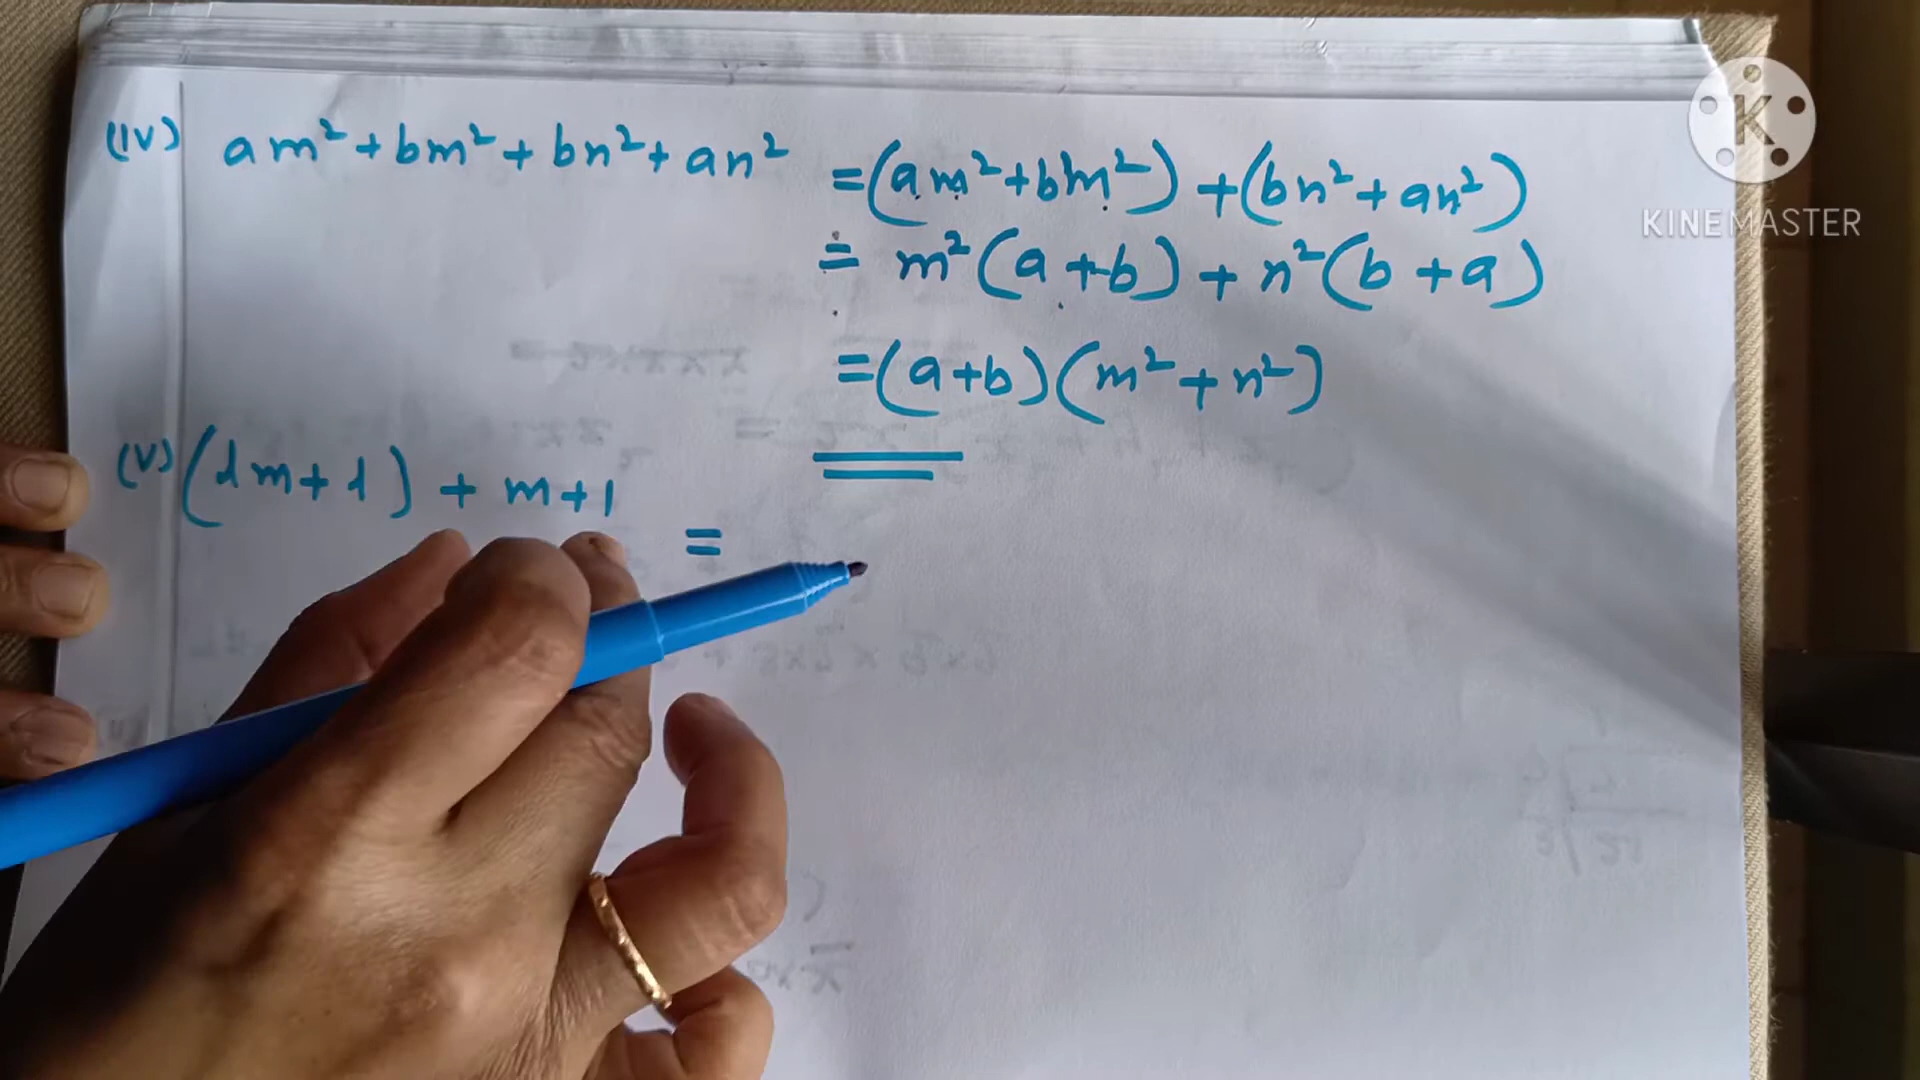 (iv) am²+bm²+bn²+an² =(am²+bm²)+(bn²+an²)
= m²(a+b)+n²(b+a)
=(a+b)(m²+n²)
(v) (lm+l)+m+1 =
K
KINEMASTER